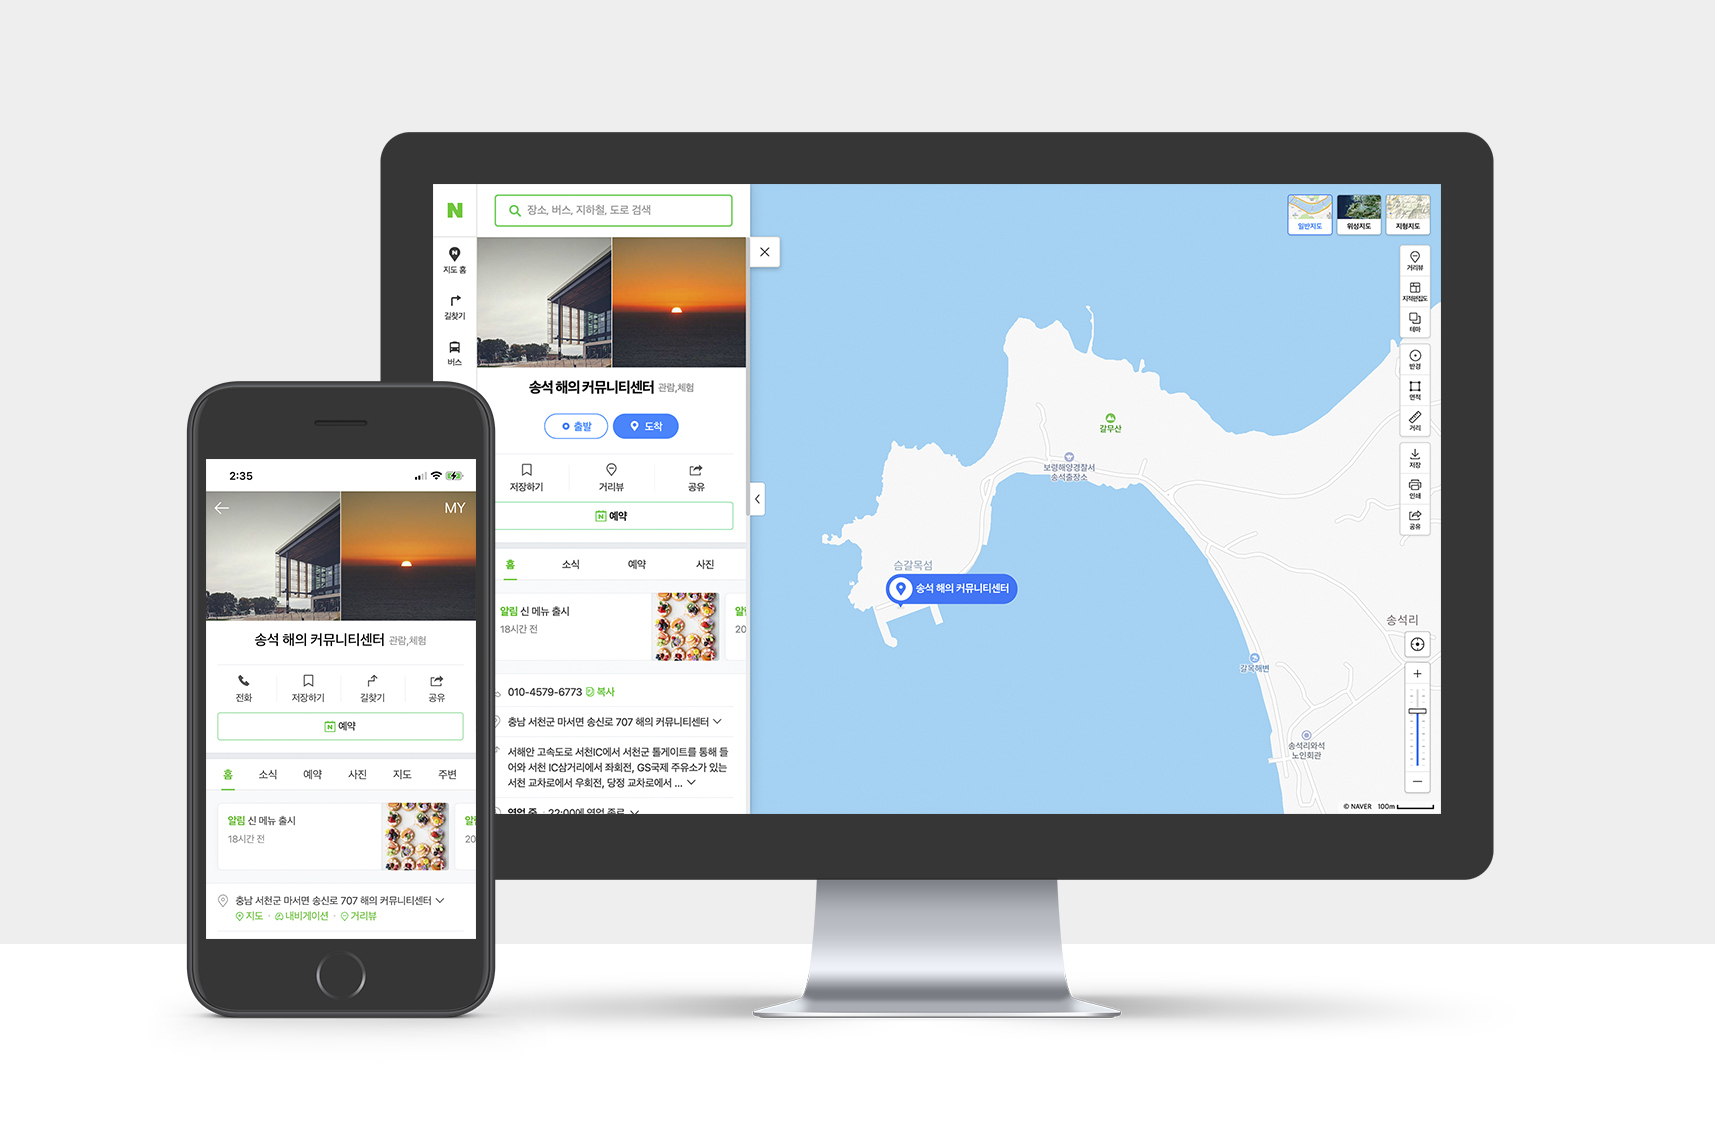 N
장소, 버스, 지하철, 도로 검색
지도 홈
길찾기
버스
송석 해의 커뮤니티센터 관람,체험
출발
도착
저장하기
거리뷰
공유
N 예약
홈
소식
예약
사진
알림 신 메뉴 출시
18시간 전
알
20
010-4579-6773 복사
충남 서천군 마서면 송신로 707 해의 커뮤니티센터
서해안 고속도로 서천IC에서 서천군 톨게이트를 통해 들
어와 서천 IC삼거리에서 좌회전, GS국제 주유소가 있는
서천 교차로에서 우회전, 당정 교차로에서 ...
영업 중 · 22:00에 영업 종료
일반지도
위성지도
지형지도
거리뷰
지적편집도
테마
반경
면적
거리
저장
인쇄
공유
갈무산
보령해양경찰서
송석출장소
슴갈목섬
송석 해의 커뮤니티센터
송석리
갈목해변
송석리와석
노인회관
© NAVER 100m
2:35
MY
송석 해의 커뮤니티센터 관람,체험
전화
저장하기
길찾기
공유
N 예약
홈
소식
예약
사진
지도
주변
알림 신 메뉴 출시
18시간 전
알
20
충남 서천군 마서면 송신로 707 해의 커뮤니티센터
지도 · 내비게이션 · 거리뷰